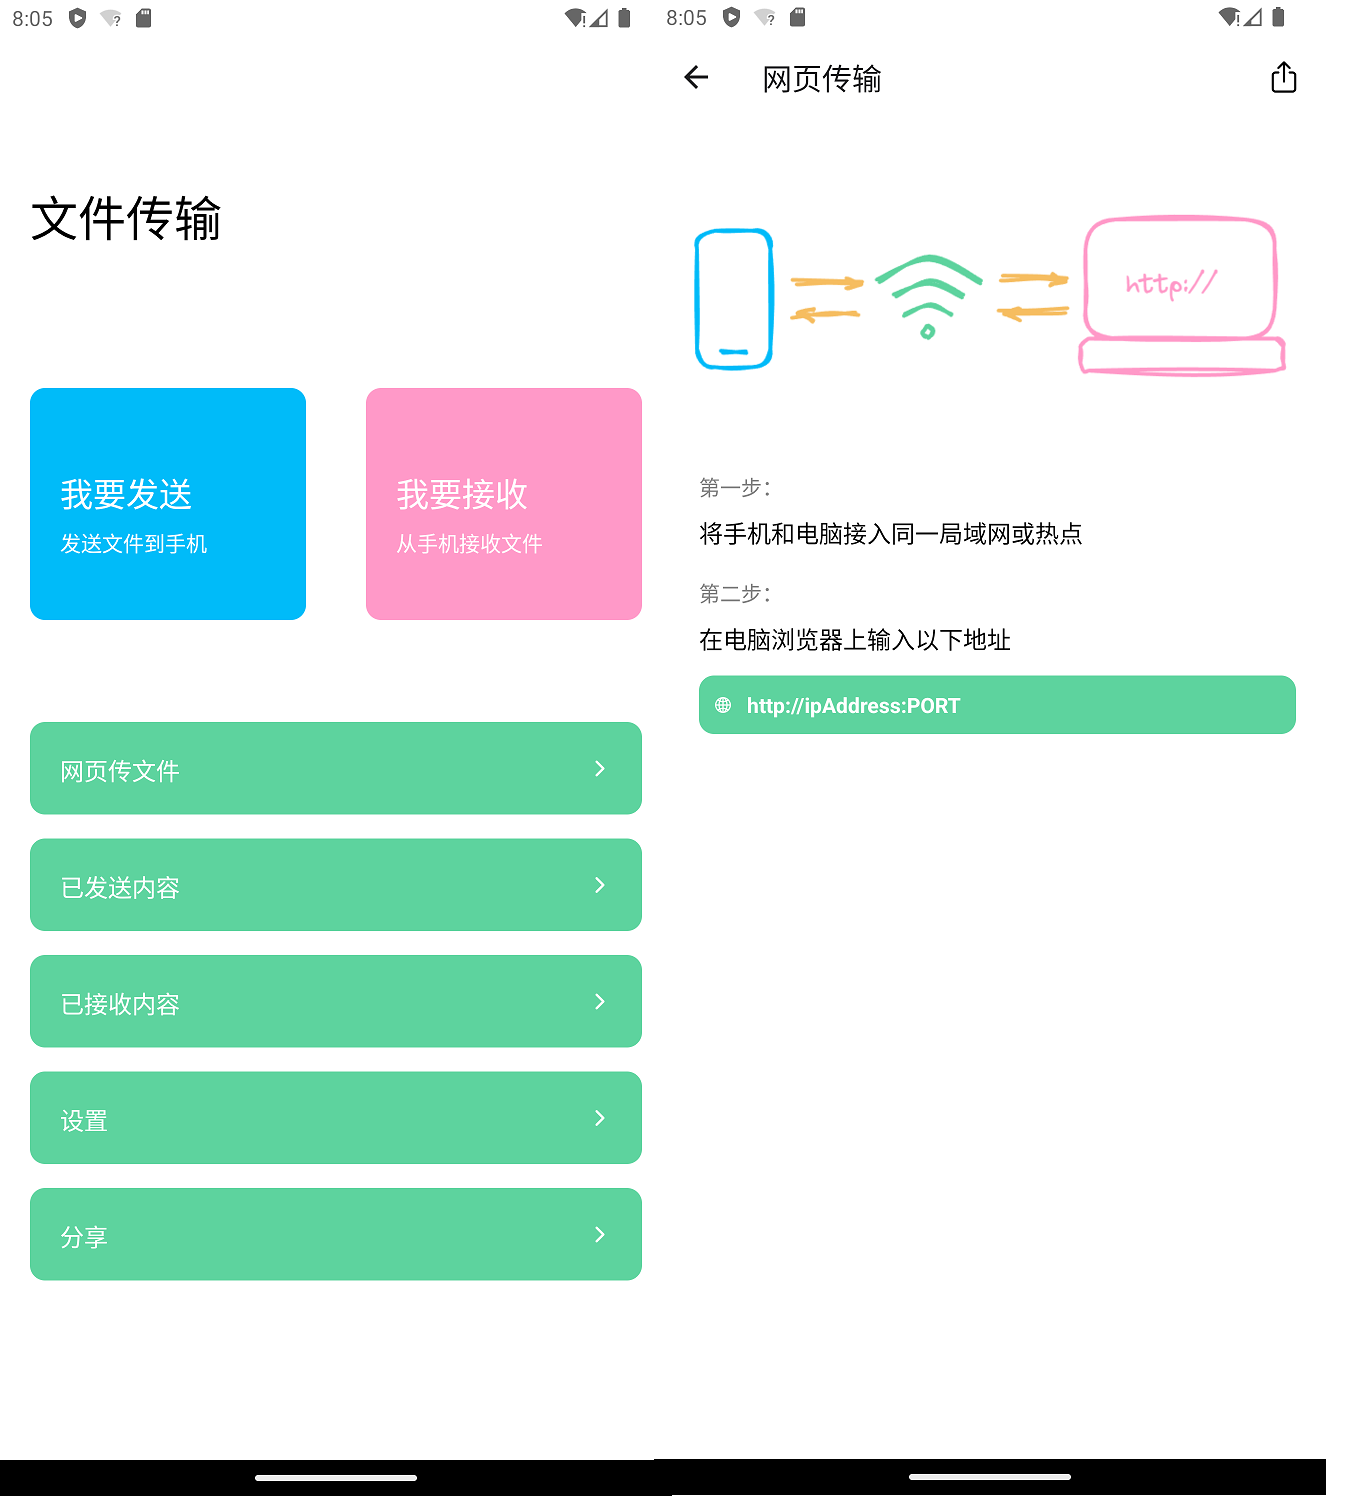 8:05
文件传输
我要发送
发送文件到手机
我要接收
从手机接收文件
网页传文件
已发送内容
已接收内容
设置
分享
8:05
网页传输
http://
第一步：
将手机和电脑接入同一局域网或热点
第二步：
在电脑浏览器上输入以下地址
http://ipAddress:PORT